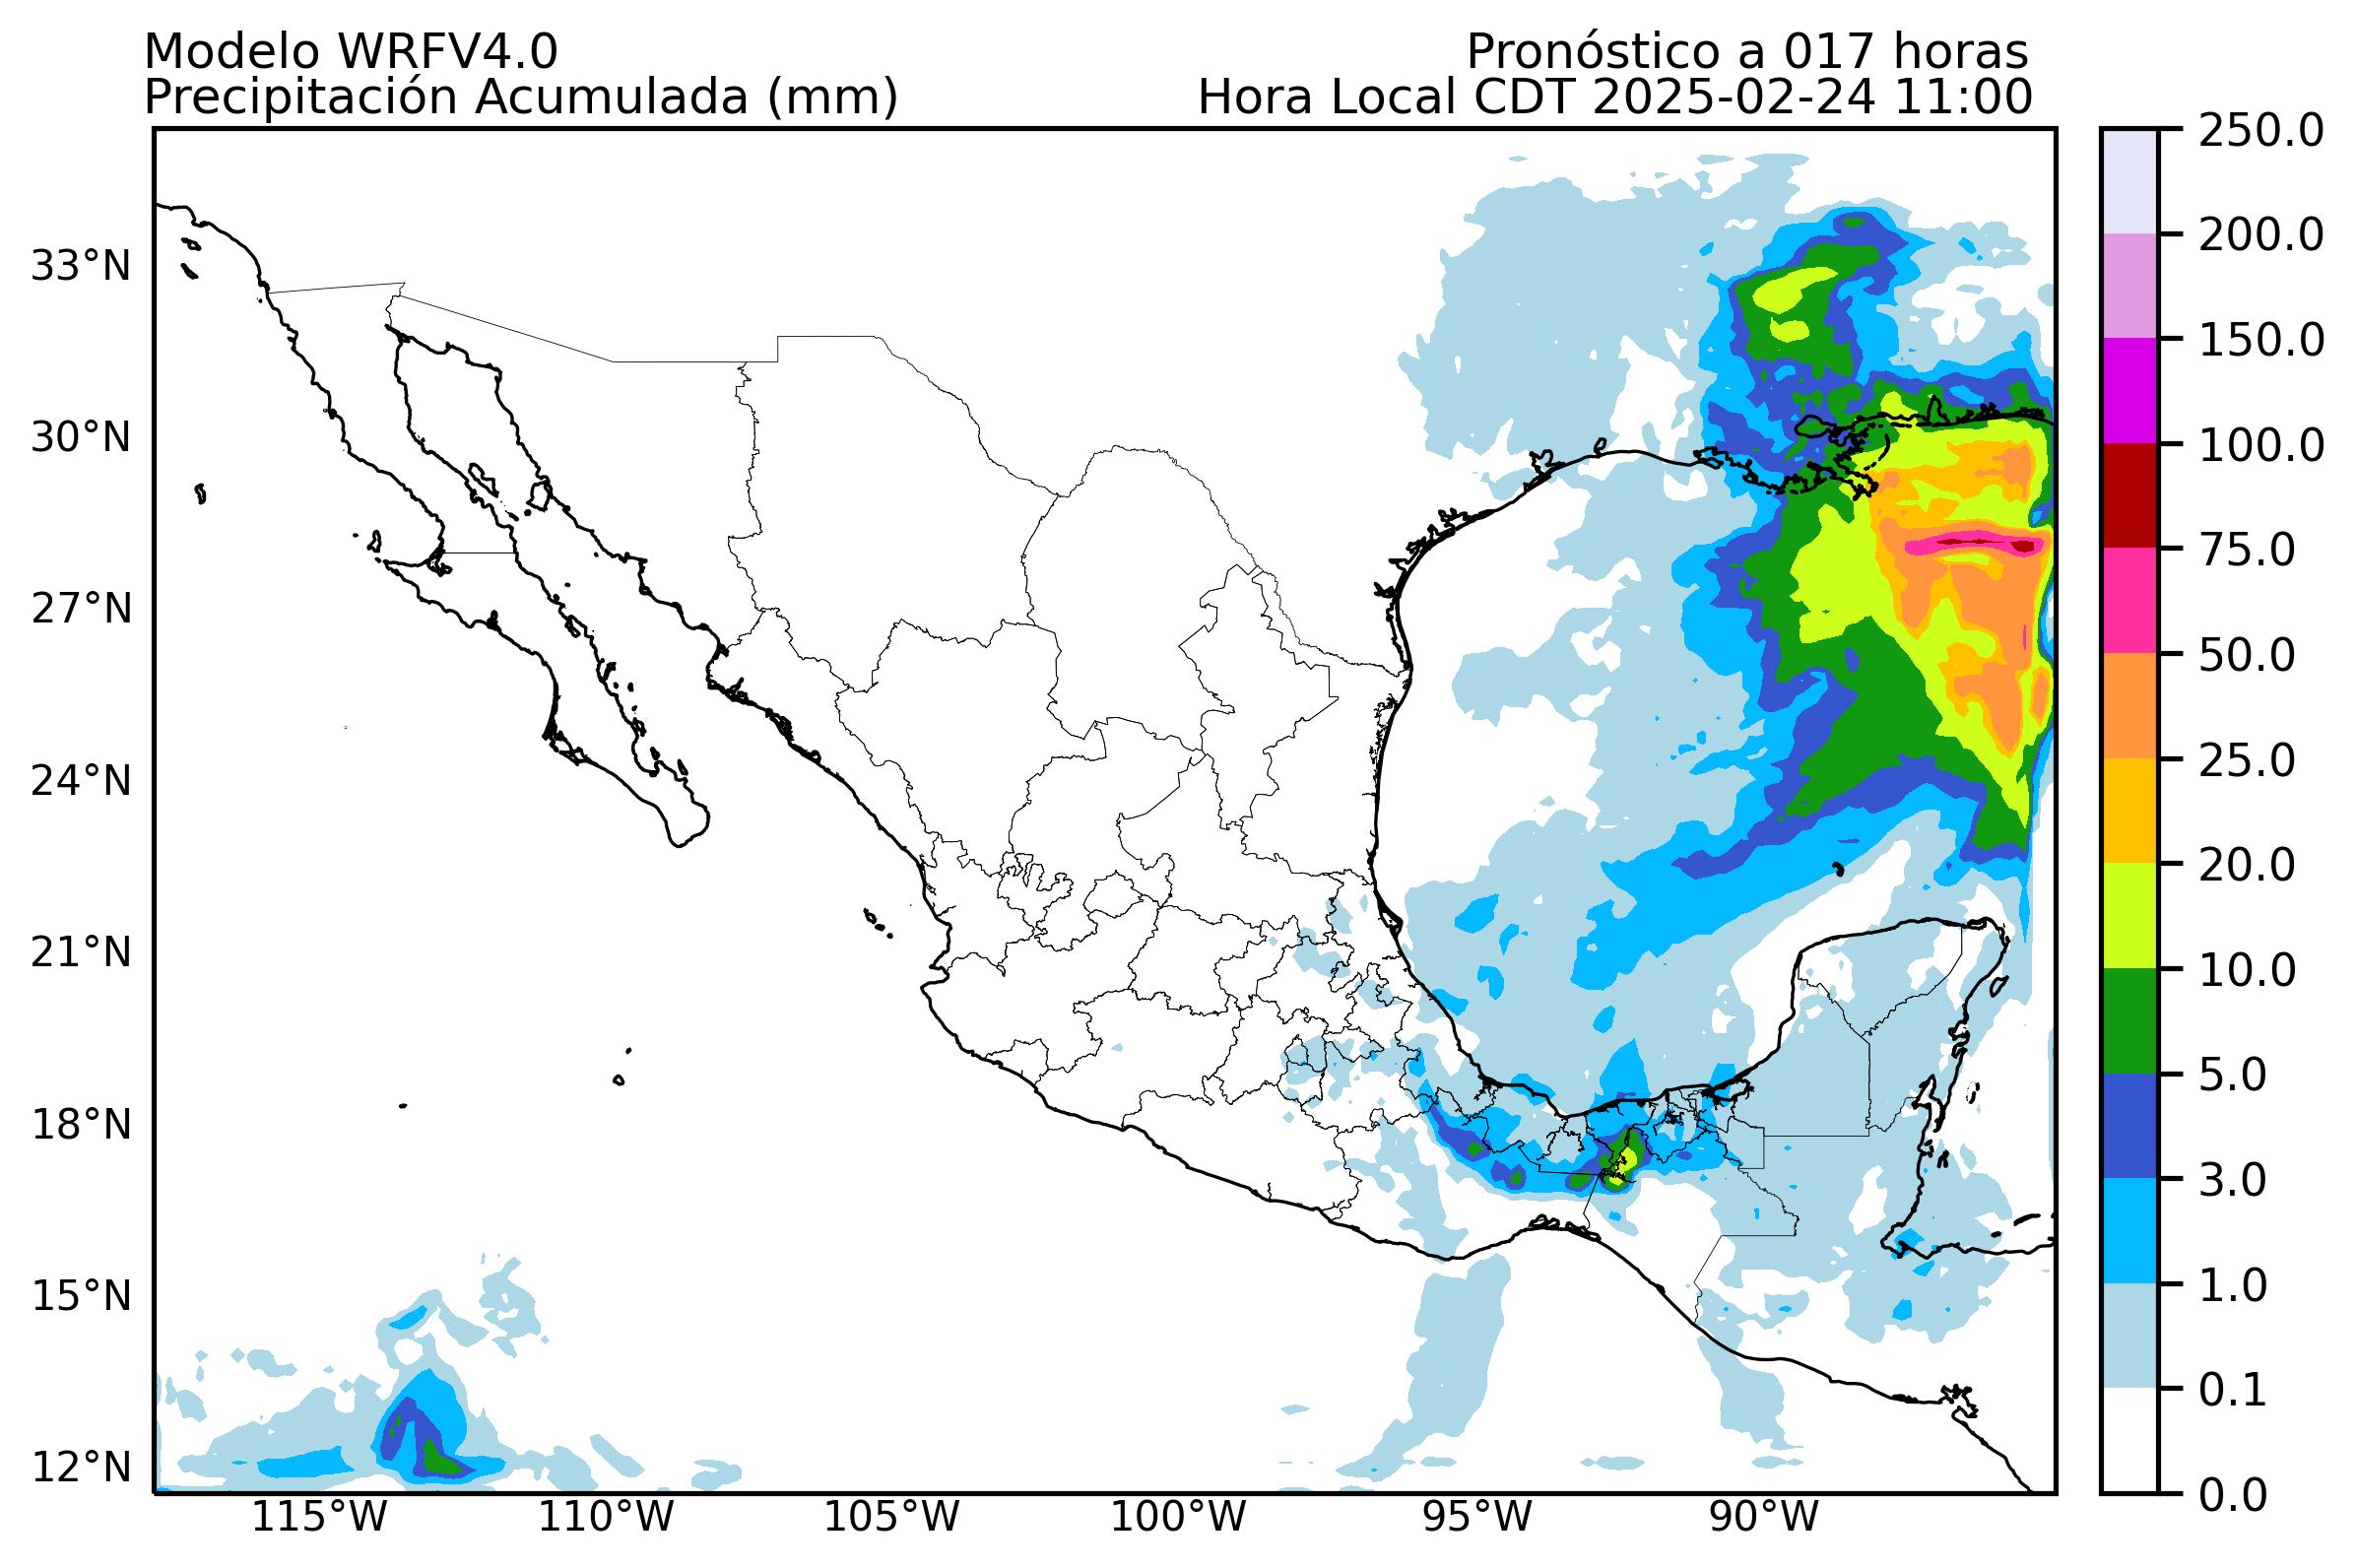 Modelo WRFV4.0
Pronóstico a 017 horas
Precipitación Acumulada (mm)
Hora Local CDT 2025-02-24 11:00
33°N
30°N
27°N
24°N
21°N
18°N
15°N
12°N
115°W
110°W
105°W
100°W
95°W
90°W
250.0
200.0
150.0
100.0
75.0
50.0
25.0
20.0
10.0
5.0
3.0
1.0
0.1
0.0